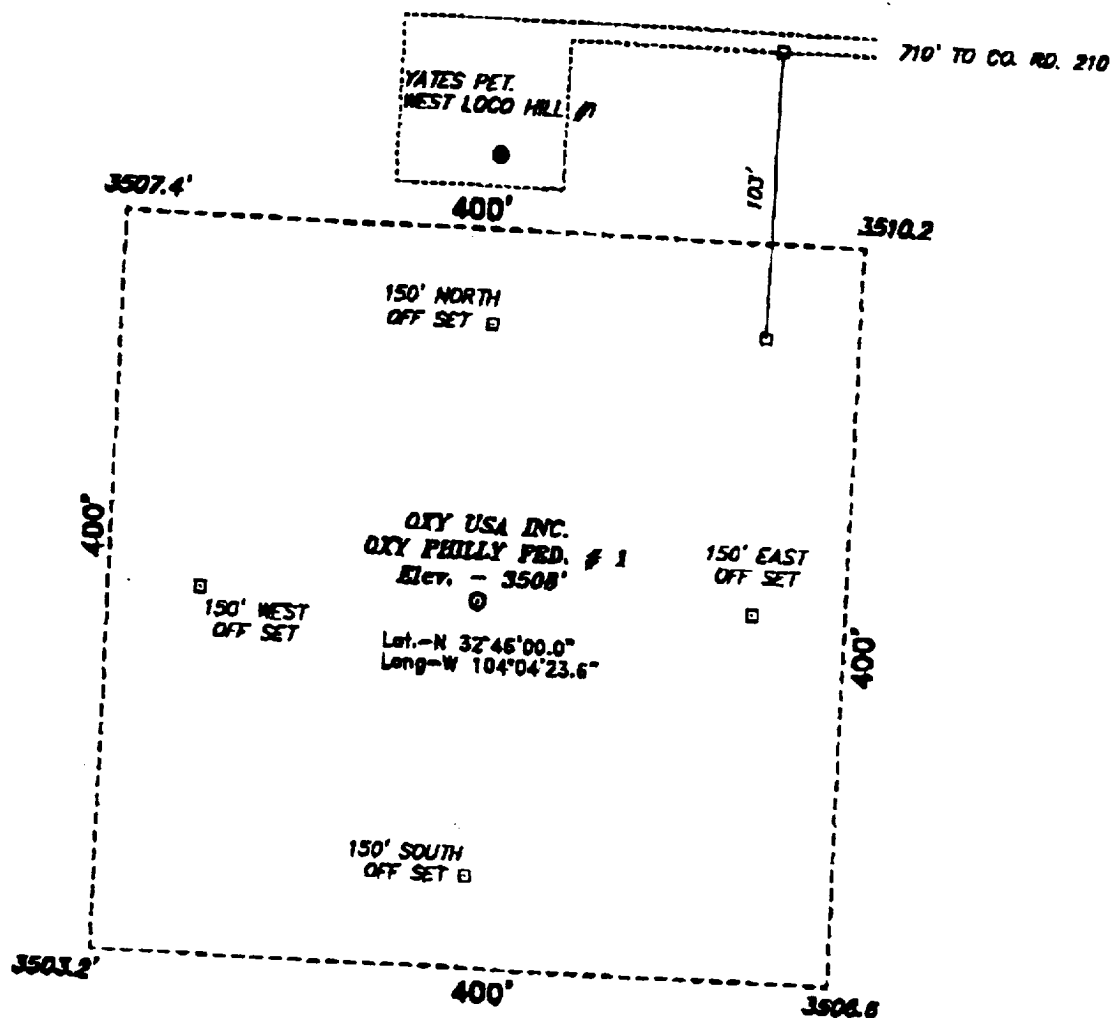 710' TO CO. RD. 210
YATES PET.
WEST LOCO HILL #1
103'
3507.4'
400'
3510.2
150' NORTH
OFF SET
400'
OXY USA INC.
OXY PHILLY FED. # 1
Elev. - 3508'
150' EAST
OFF SET
150' WEST
OFF SET
Lat.-N 32°46'00.0"
Long-W 104°04'23.6"
400'
150' SOUTH
OFF SET
3503.2'
400'
3506.6